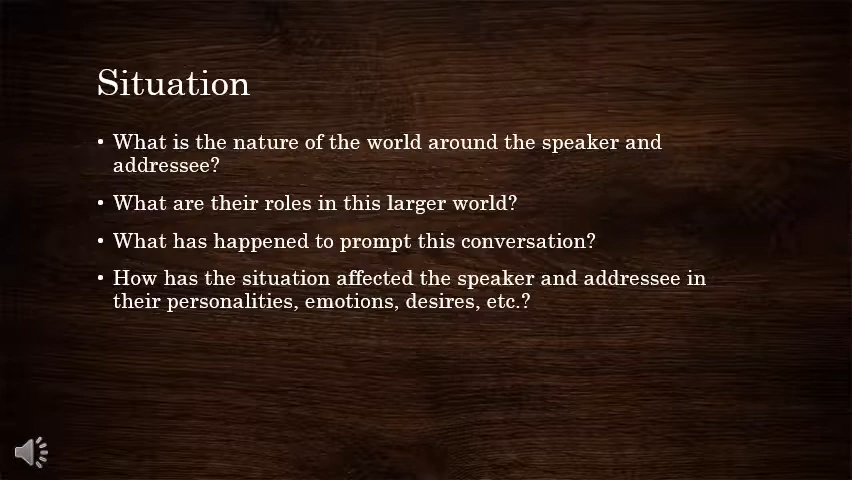 Situation
• What is the nature of the world around the speaker and
addressee?
• What are their roles in this larger world?
• What has happened to prompt this conversation?
• How has the situation affected the speaker and addressee in
their personalities, emotions, desires, etc.?